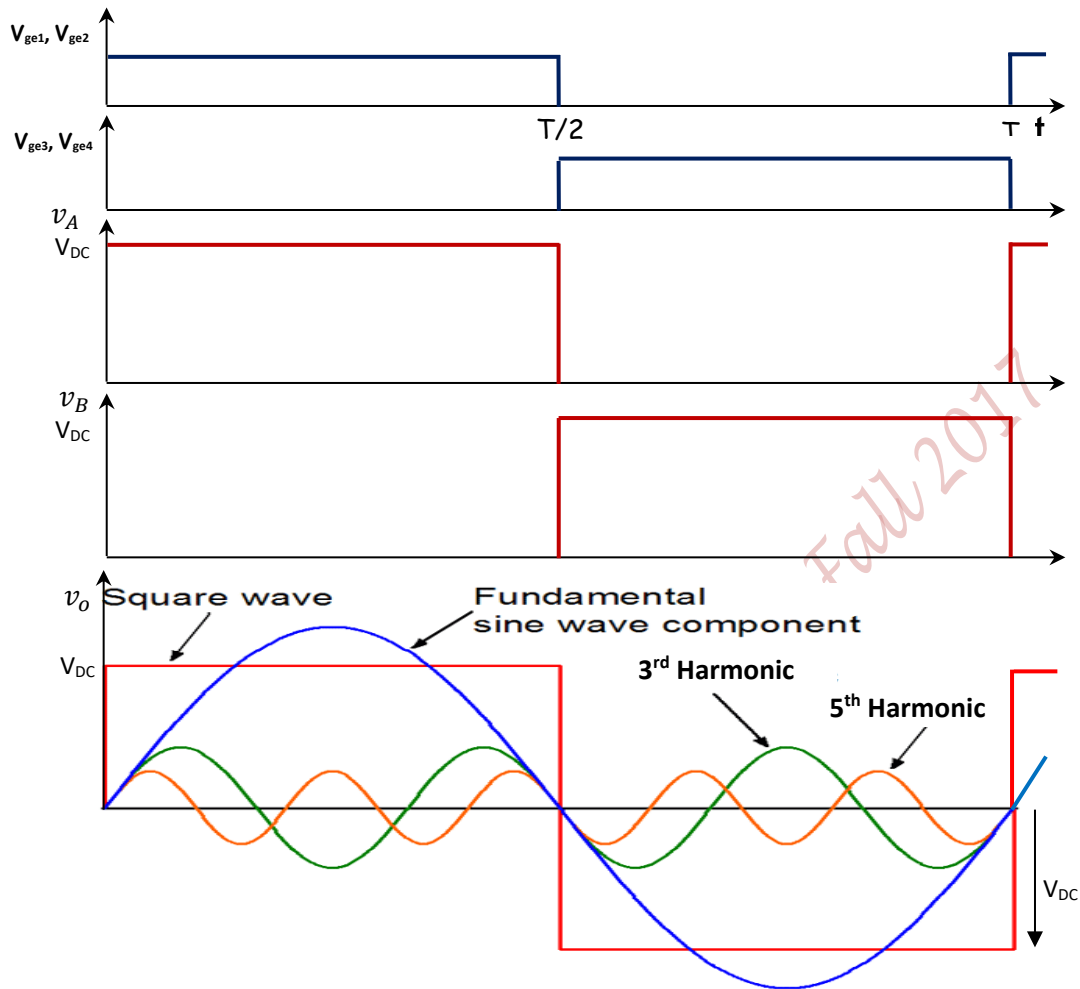 Vge1, Vge2
T/2
T t
Vge3, Vge4
vA
VDC
vB
VDC
Fall 2017
vo
Square wave
Fundamental
sine wave component
VDC
3rd Harmonic
5th Harmonic
VDC